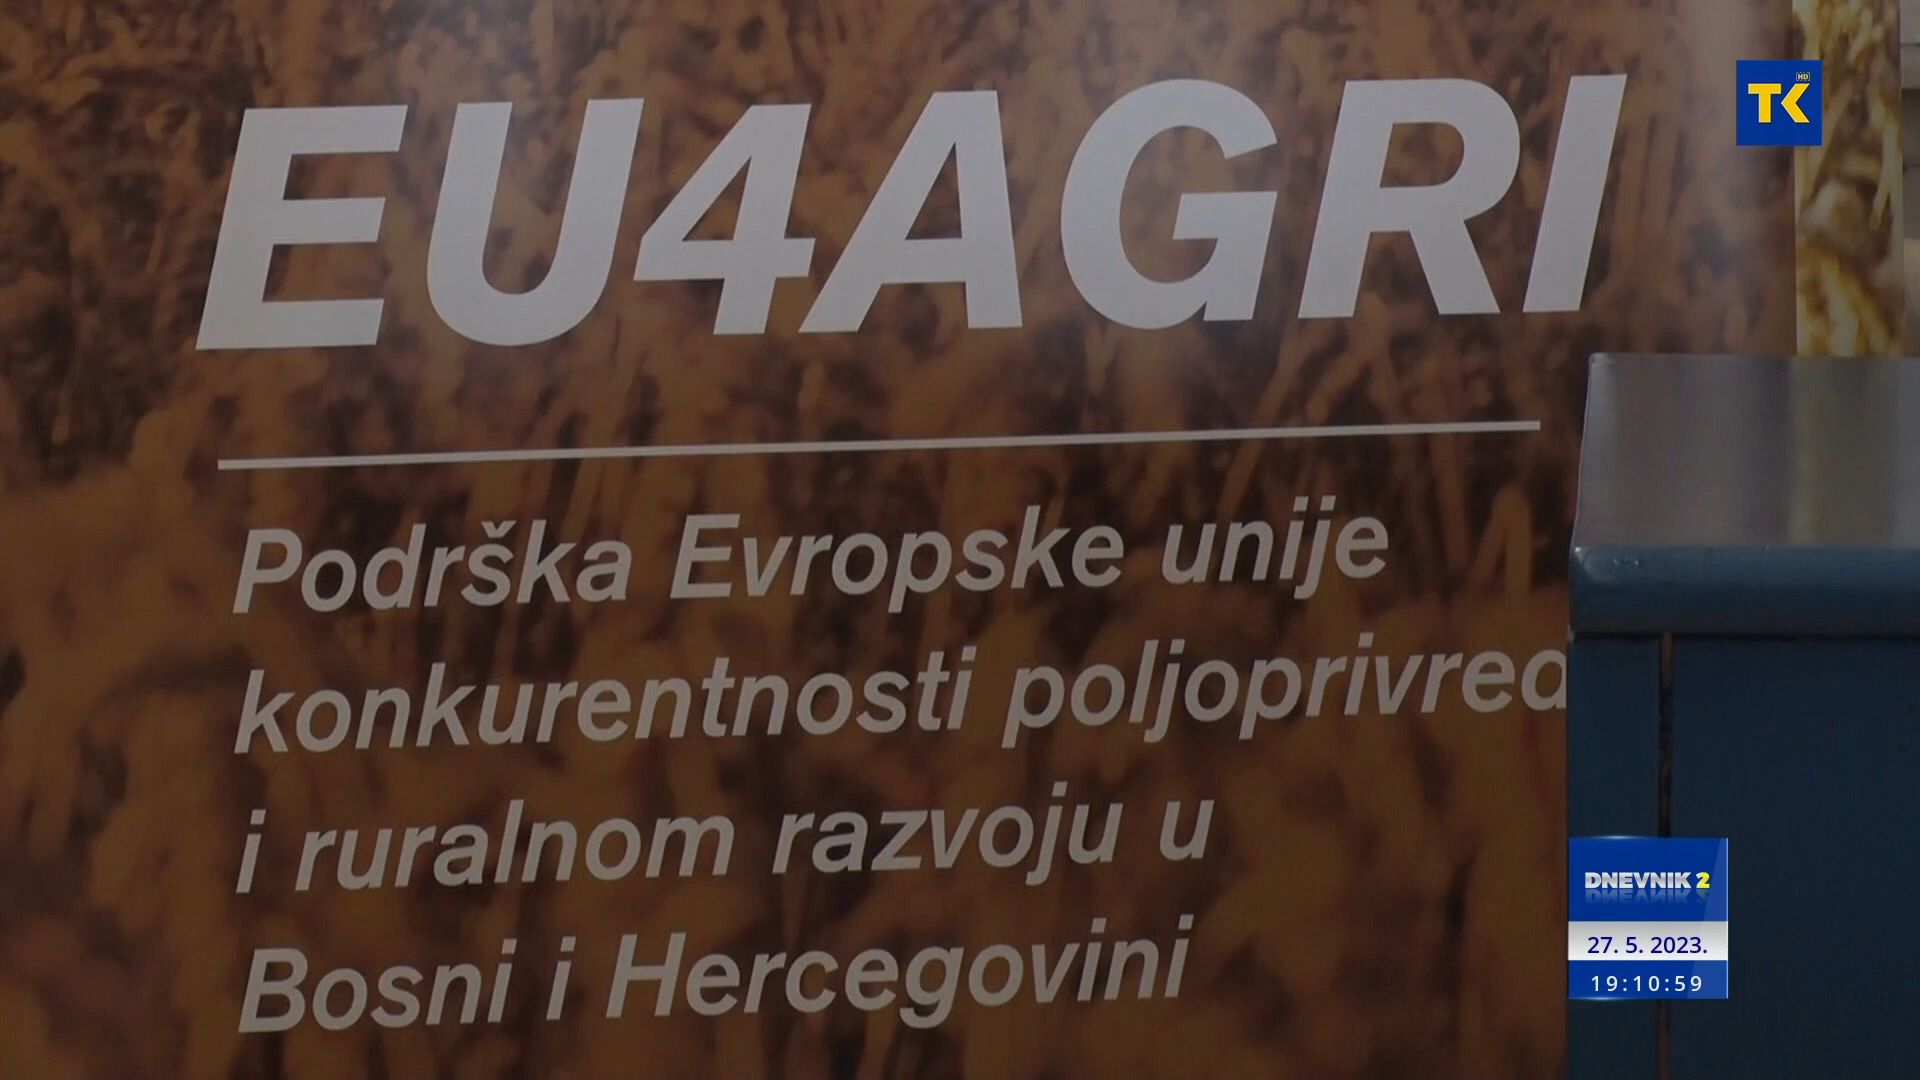 EU4AGRI
Podrška Evropske unije
konkurentnosti poljoprivred
i ruralnom razvoju u
Bosni i Hercegovini
TK HD
DNEVNIK 2
27. 5. 2023.
19:10:59